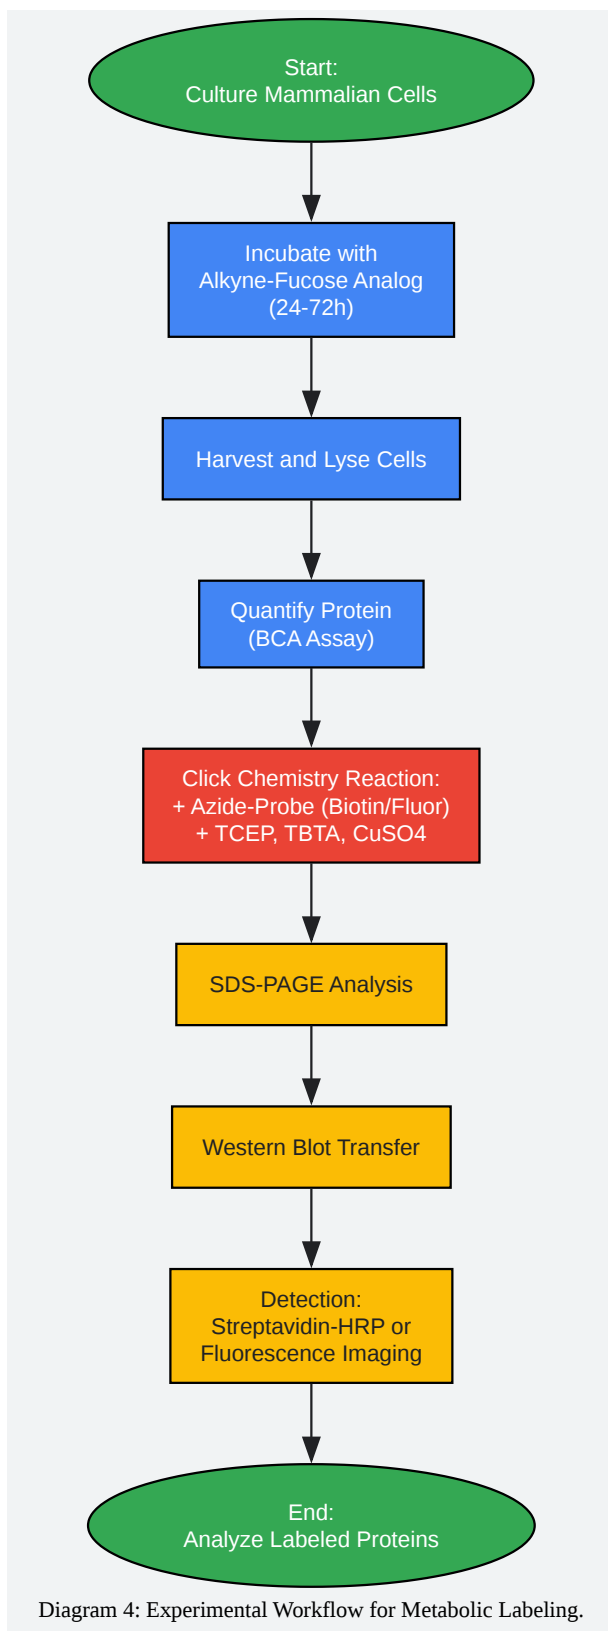 Start:
Culture Mammalian Cells
Incubate with
Alkyne-Fucose Analog
(24-72h)
Harvest and Lyse Cells
Quantify Protein
(BCA Assay)
Click Chemistry Reaction:
+ Azide-Probe (Biotin/Fluor)
+ TCEP, TBTA, CuSO4
SDS-PAGE Analysis
Western Blot Transfer
Detection:
Streptavidin-HRP or
Fluorescence Imaging
End:
Analyze Labeled Proteins
Diagram 4: Experimental Workflow for Metabolic Labeling.